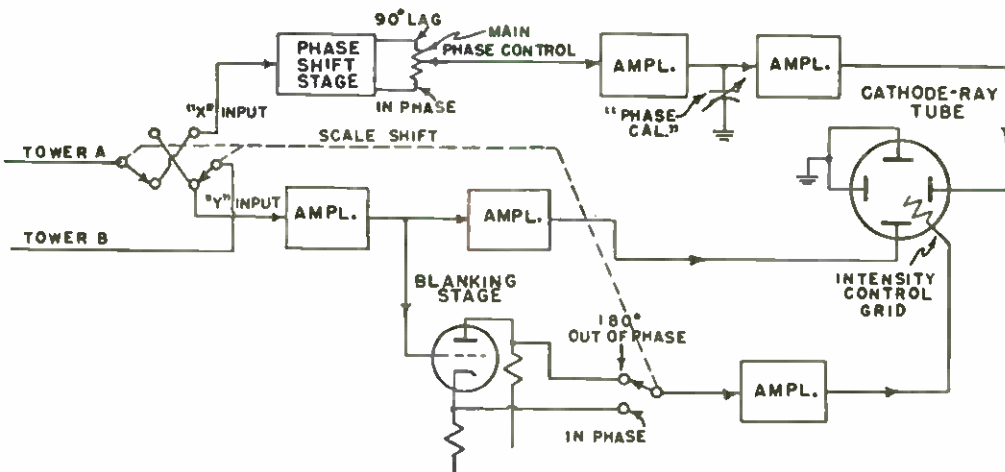 90° LAG
MAIN
PHASE CONTROL
PHASE
SHIFT
STAGE
IN PHASE
AMPL.
"PHASE
CAL."
AMPL.
CATHODE-RAY
TUBE
"X" INPUT
SCALE SHIFT
TOWER A
"Y" INPUT
AMPL.
AMPL.
TOWER B
INTENSITY
CONTROL
GRID
BLANKING
STAGE
180°
OUT OF PHASE
AMPL.
IN PHASE